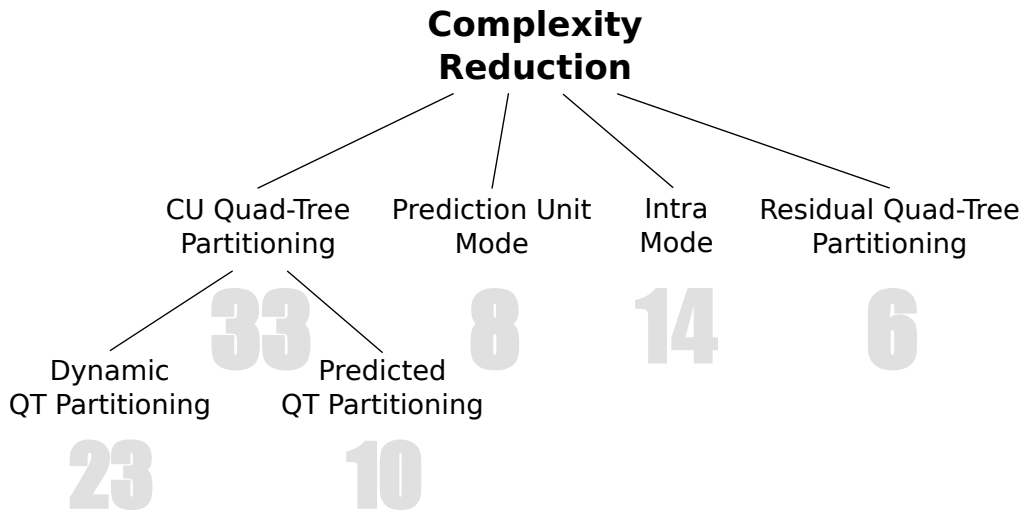 Complexity
Reduction
CU Quad-Tree
Partitioning
33
Prediction Unit
Mode
8
Intra
Mode
14
Residual Quad-Tree
Partitioning
6
Dynamic
QT Partitioning
23
Predicted
QT Partitioning
10